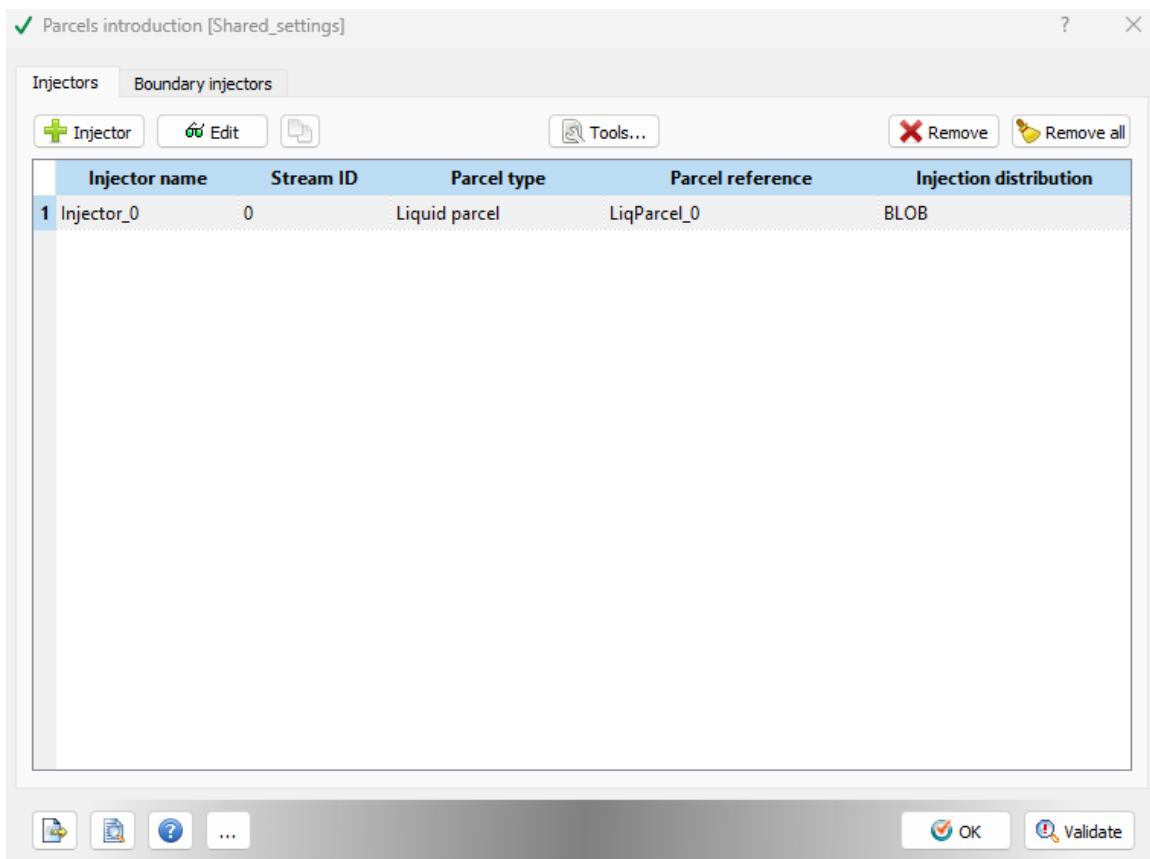 Parcels introduction [Shared_settings] ?
Injectors Boundary injectors
Injector Edit Tools... Remove Remove all
Injector name Stream ID Parcel type Parcel reference Injection distribution
1 Injector_0 0 Liquid parcel LiqParcel_0 BLOB
? ... OK Validate